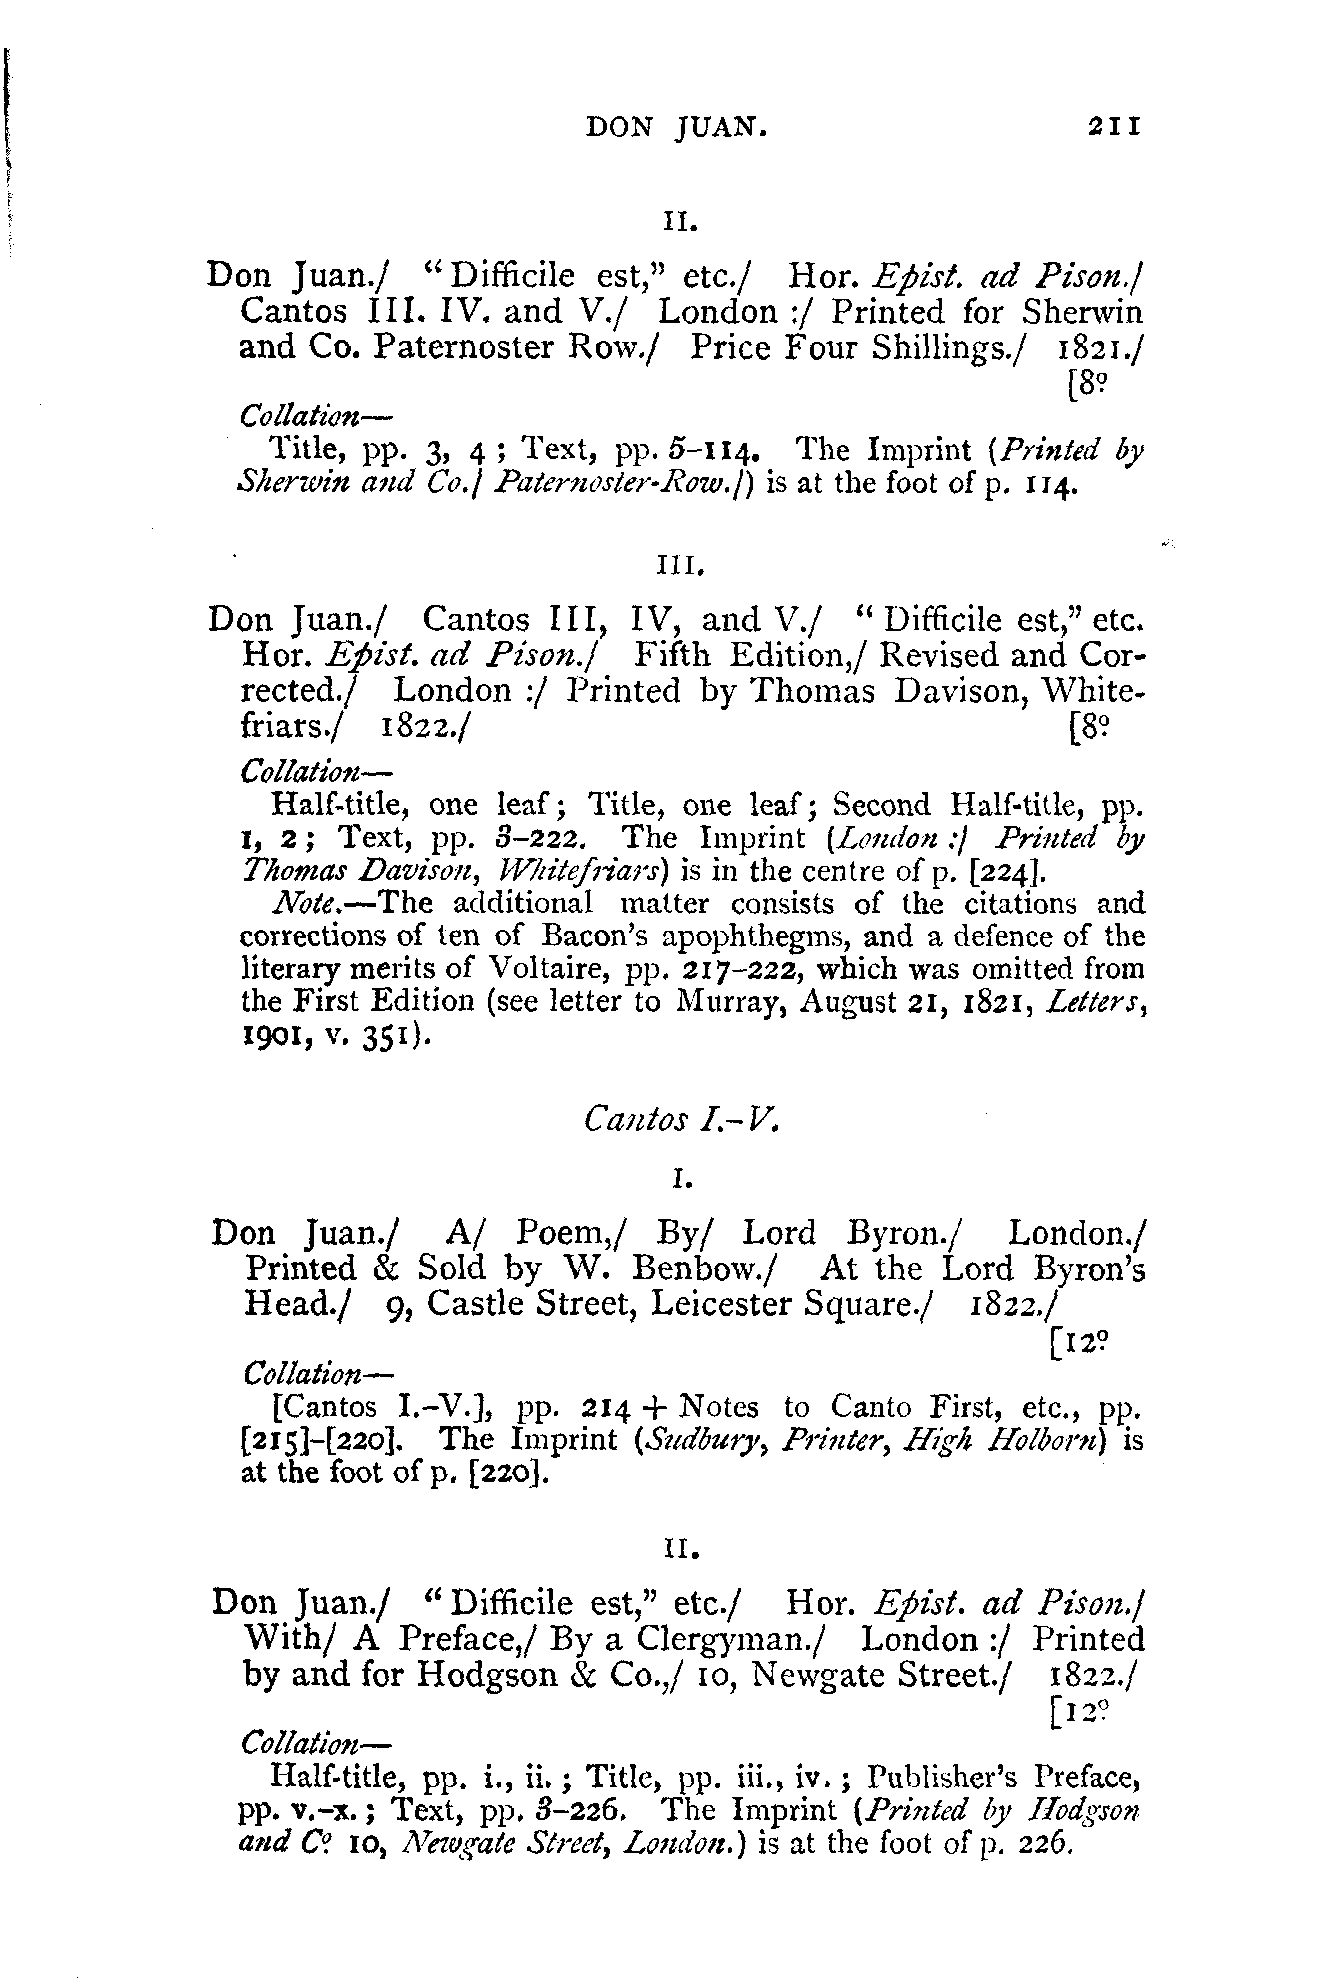 DON JUAN. 211
II.
Don Juan./ “Difficile est,” etc./ Hor. Epist. ad Pison./
Cantos III. IV. and V./ London :/ Printed for Sherwin
and Co. Paternoster Row./ Price Four Shillings./ 1821./
[8º
Collation—
Title, pp. 3, 4 ; Text, pp. 5–114. The Imprint (Printed by
Sherwin and Co./ Paternoster-Row./) is at the foot of p. 114.
III.
Don Juan./ Cantos III, IV, and V./ “Difficile est,” etc.
Hor. Epist. ad Pison./ Fifth Edition,/ Revised and Cor-
rected./ London :/ Printed by Thomas Davison, White-
friars./ 1822./ [8º
Collation—
Half-title, one leaf ; Title, one leaf ; Second Half-title, pp.
1, 2 ; Text, pp. 3–222. The Imprint (London :/ Printed by
Thomas Davison, Whitefriars) is in the centre of p. [224].
Note.—The additional matter consists of the citations and
corrections of ten of Bacon’s apophthegms, and a defence of the
literary merits of Voltaire, pp. 217–222, which was omitted from
the First Edition (see letter to Murray, August 21, 1821, Letters,
1901, v. 351).
Cantos I.–V.
I.
Don Juan./ A/ Poem,/ By/ Lord Byron./ London./
Printed & Sold by W. Benbow./ At the Lord Byron’s
Head./ 9, Castle Street, Leicester Square./ 1822./
[12º
Collation—
[Cantos I.–V.], pp. 214 + Notes to Canto First, etc., pp.
[215]–[220]. The Imprint (Sudbury, Printer, High Holborn) is
at the foot of p. [220].
II.
Don Juan./ “Difficile est,” etc./ Hor. Epist. ad Pison./
With/ A Preface,/ By a Clergyman./ London :/ Printed
by and for Hodgson & Co.,/ 10, Newgate Street./ 1822./
[12º
Collation—
Half-title, pp. i., ii. ; Title, pp. iii., iv. ; Publisher’s Preface,
pp. v.–x. ; Text, pp. 3–226. The Imprint (Printed by Hodgson
and Cº 10, Newgate Street, London.) is at the foot of p. 226.